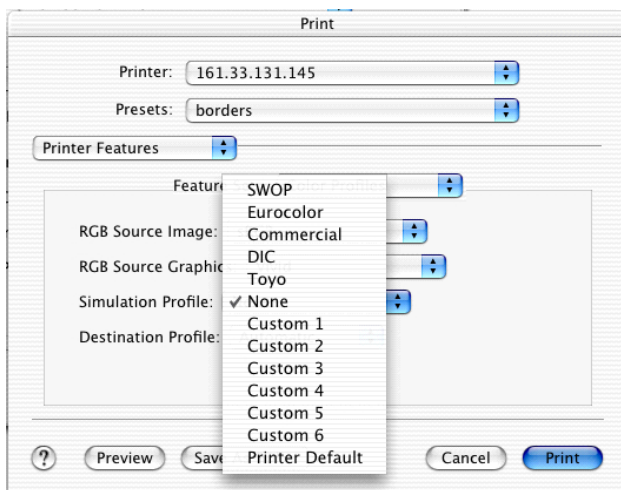 Print
Printer: 161.33.131.145
Presets: borders
Printer Features
Feature
RGB Source Image:
RGB Source Graphics
Simulation Profile:
Destination Profile:
SWOP
Eurocolor
Commercial
DIC
Toyo
✓ None
Custom 1
Custom 2
Custom 3
Custom 4
Custom 5
Custom 6
Printer Default
? Preview Save Cancel Print